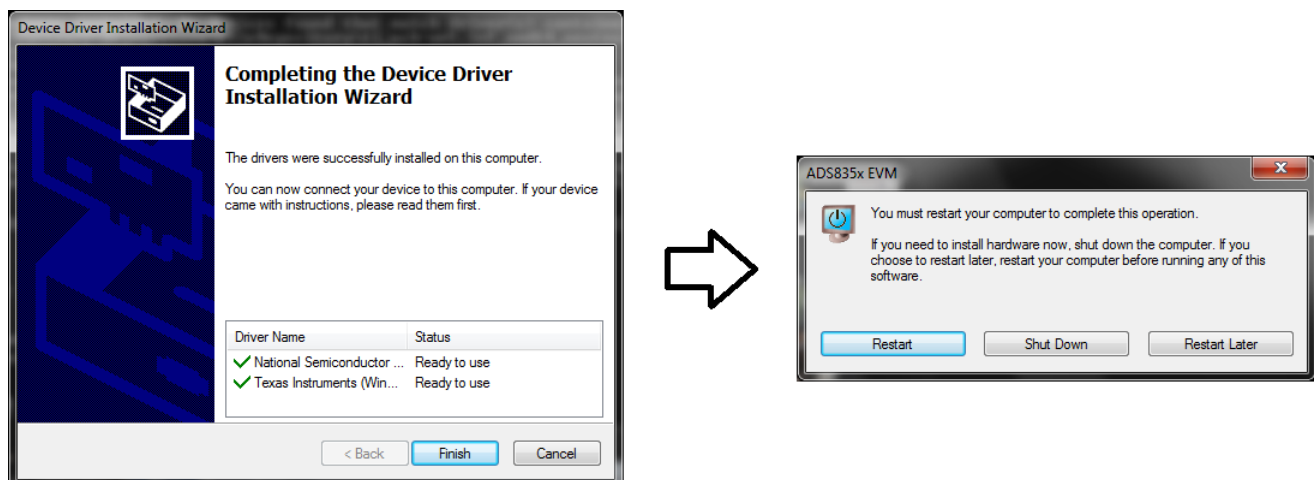 Device Driver Installation Wizard
Completing the Device Driver
Installation Wizard
The drivers were successfully installed on this computer.
You can now connect your device to this computer. If your device
came with instructions, please read them first.
Driver Name Status
National Semiconductor ... Ready to use
Texas Instruments (Win... Ready to use
< Back Finish Cancel
ADS835x EVM
You must restart your computer to complete this operation.
If you need to install hardware now, shut down the computer. If you
choose to restart later, restart your computer before running any of this
software.
Restart Shut Down Restart Later